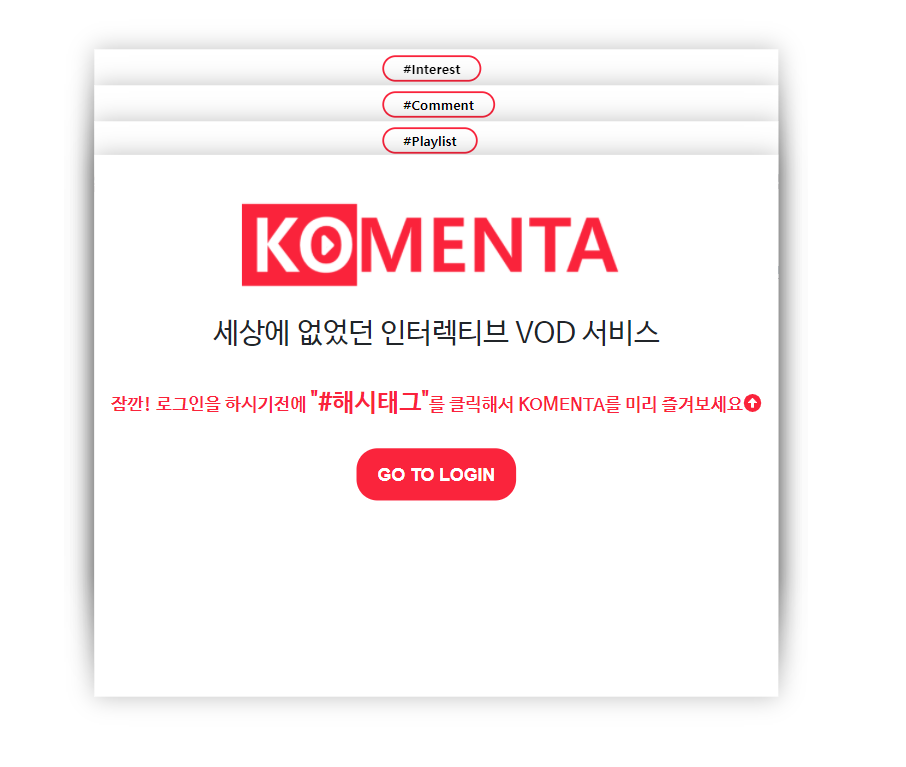 #Interest
#Comment
#Playlist
KOMENTA
세상에 없었던 인터렉티브 VOD 서비스
잠깐! 로그인을 하시기전에 "#해시태그"를 클릭해서 KOMENTA를 미리 즐겨보세요
GO TO LOGIN